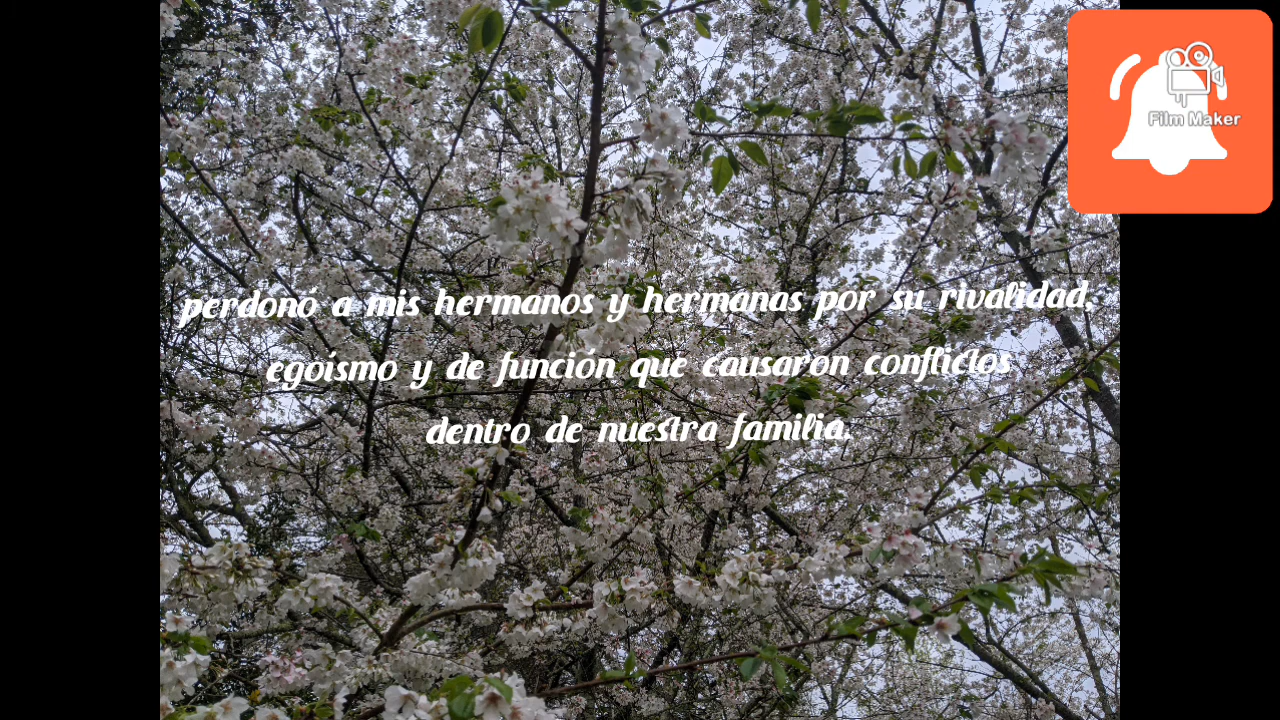 Film Maker
perdonó a mis hermanos y hermanas por su rivalidad,
egoísmo y de función que causaron conflictos
dentro de nuestra familia.